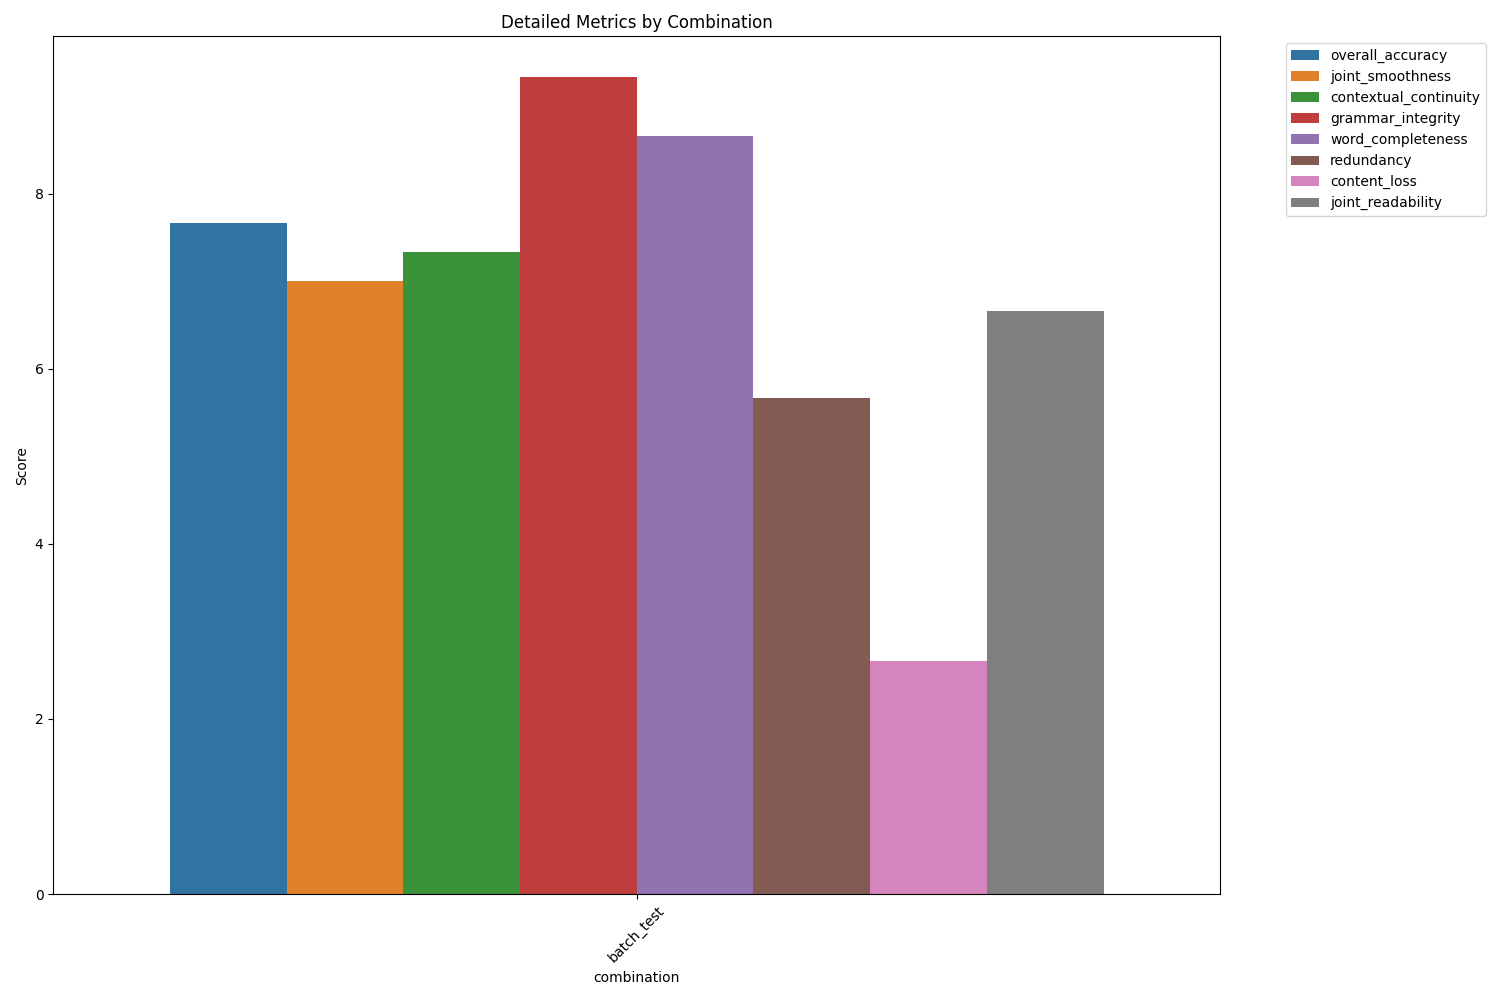 Detailed Metrics by Combination
overall_accuracy
joint_smoothness
contextual_continuity
grammar_integrity
word_completeness
redundancy
content_loss
joint_readability
Score
8
6
4
2
0
batch_test
combination